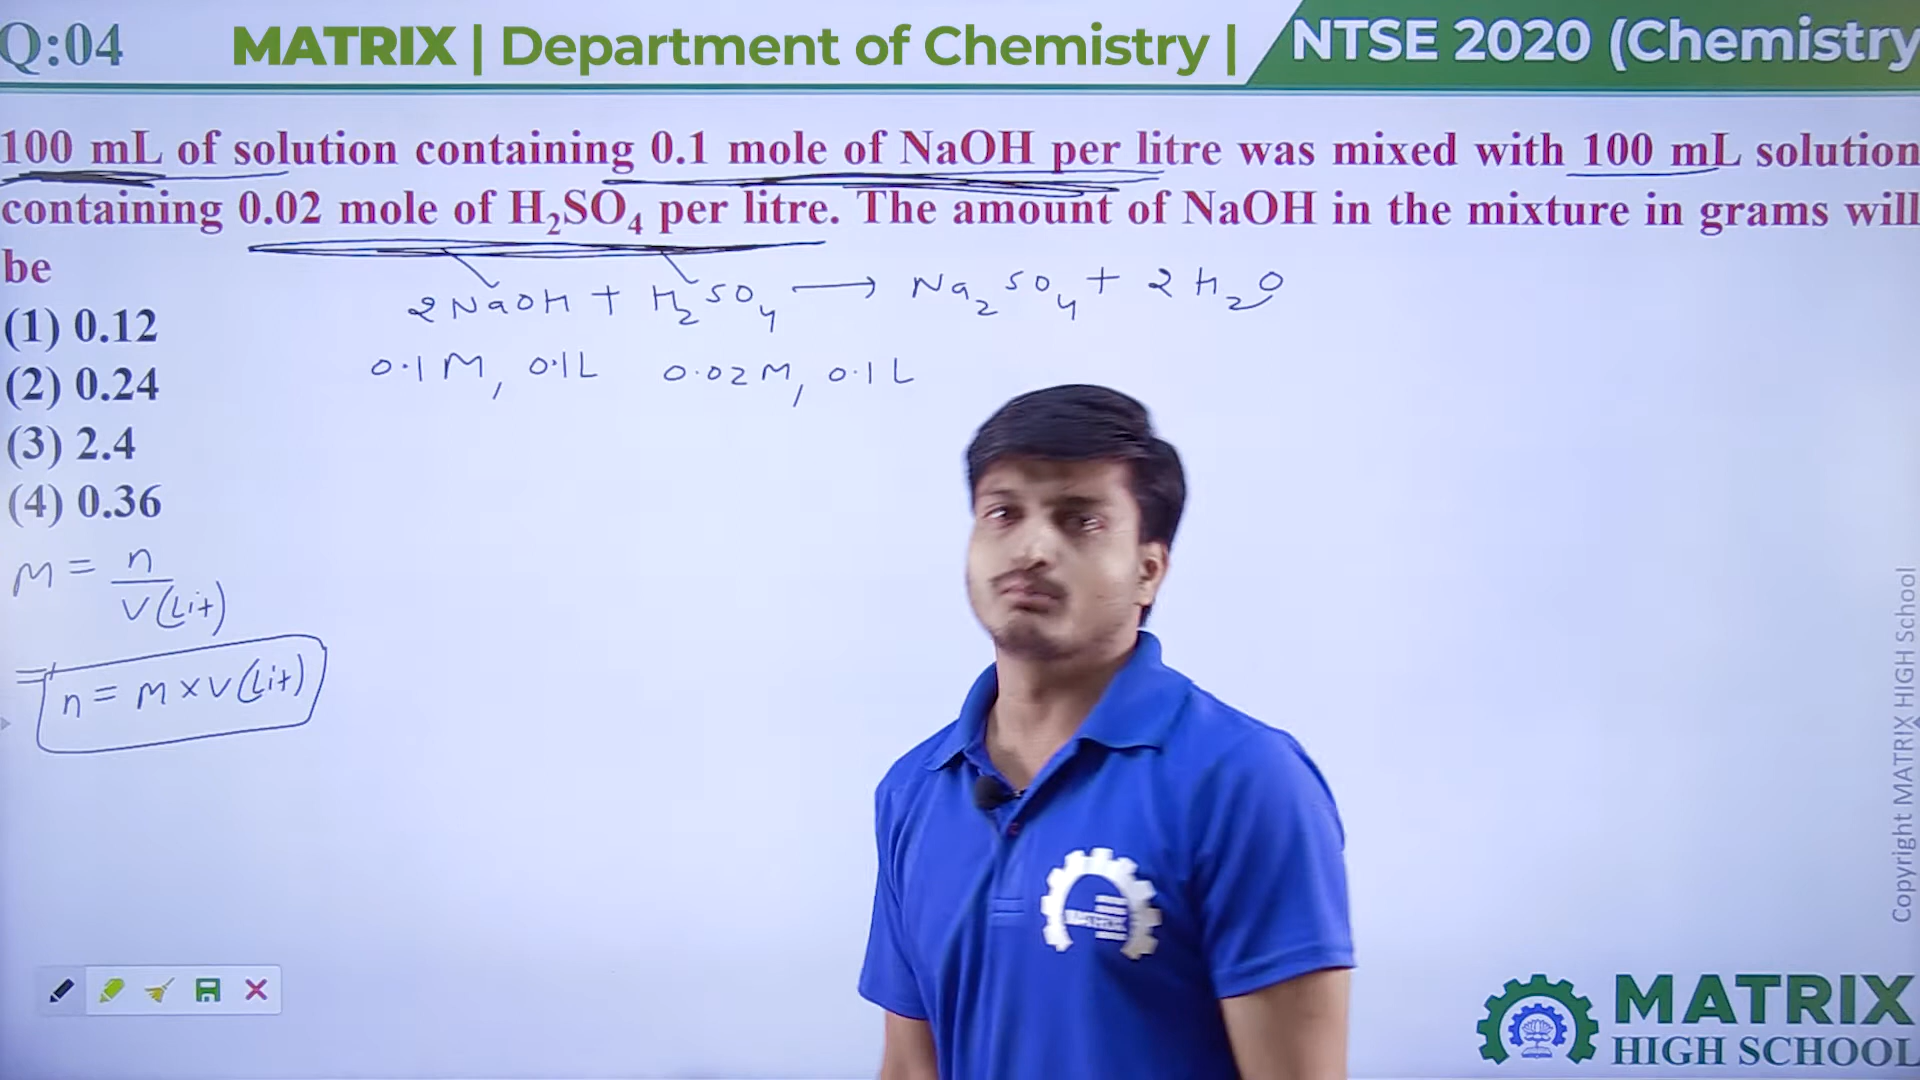 Q:04 MATRIX | Department of Chemistry | NTSE 2020 (Chemistry
100 mL of solution containing 0.1 mole of NaOH per litre was mixed with 100 mL solution
containing 0.02 mole of H₂SO₄ per litre. The amount of NaOH in the mixture in grams will
be
2NaOH + H₂SO₄ ⟶ Na₂SO₄ + 2H₂O
(1) 0.12
0.1M, 0.1L 0.02M, 0.1L
(2) 0.24
(3) 2.4
(4) 0.36
M = n/V(Lit)
= n = M×V(Lit)
Copyright MATRIX HIGH School
MATRIX
MATRIX
HIGH SCHOOL